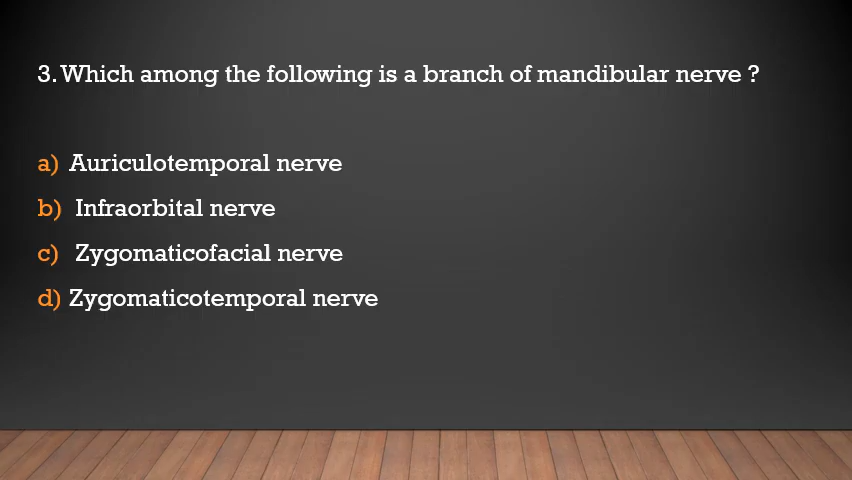 3. Which among the following is a branch of mandibular nerve ?
a) Auriculotemporal nerve
b) Infraorbital nerve
c) Zygomaticofacial nerve
d) Zygomaticotemporal nerve